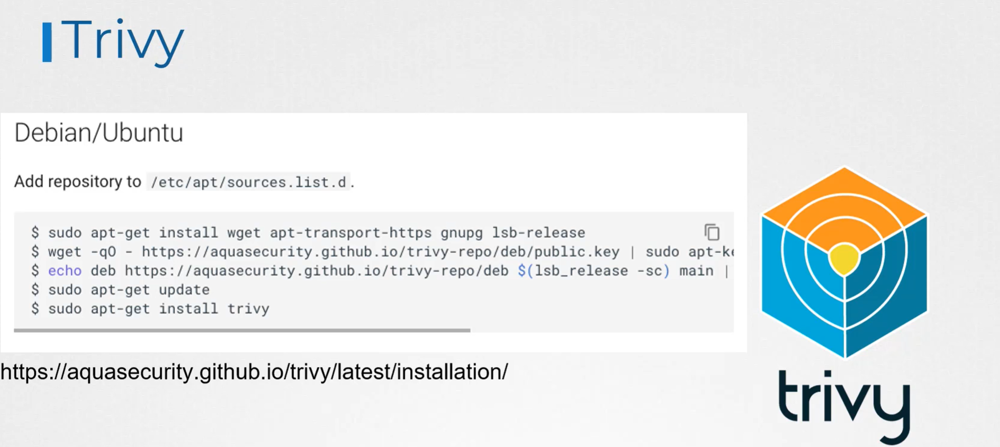 Trivy
Debian/Ubuntu
Add repository to /etc/apt/sources.list.d.
$ sudo apt-get install wget apt-transport-https gnupg lsb-release
$ wget -qO - https://aquasecurity.github.io/trivy-repo/deb/public.key | sudo apt-ke
$ echo deb https://aquasecurity.github.io/trivy-repo/deb $(lsb_release -sc) main |
$ sudo apt-get update
$ sudo apt-get install trivy
https://aquasecurity.github.io/trivy/latest/installation/
trivy